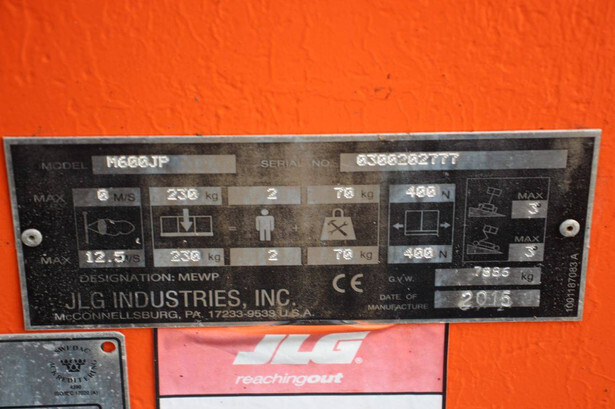 MODEL M600JP SERIAL NO. 0300202777
MAX 0 M/S 230 kg 2 70 kg 400 N MAX 3°
MAX 12.5 M/S 230 kg 2 70 kg 400 N MAX 3°
DESIGNATION: MEWP CE G.V.W. kg
JLG INDUSTRIES, INC. DATE OF
MANUFACTURE 2015
McCONNELLSBURG, PA. 17233-9533 U.S.A.
1001187083 A
JLG
reachingout
SWEDAC